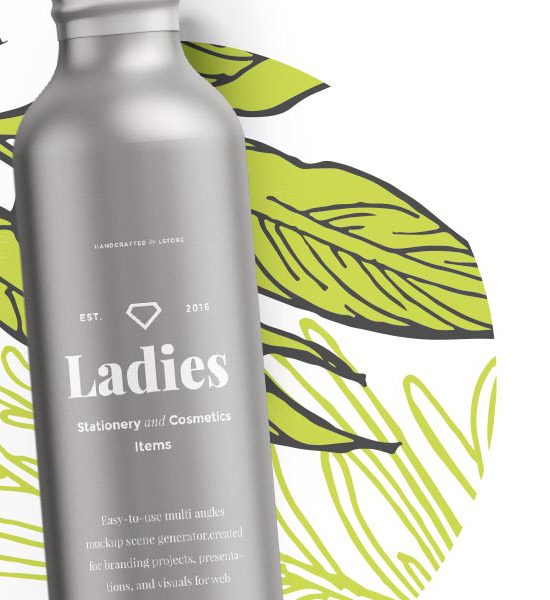 HANDCRAFTED by LSTORE
EST. 2016
Ladies
Stationery and Cosmetics
Items
Easy-to-use multi angles
mockup scene generator,created
for branding projects, presenta-
tions, and visuals for web